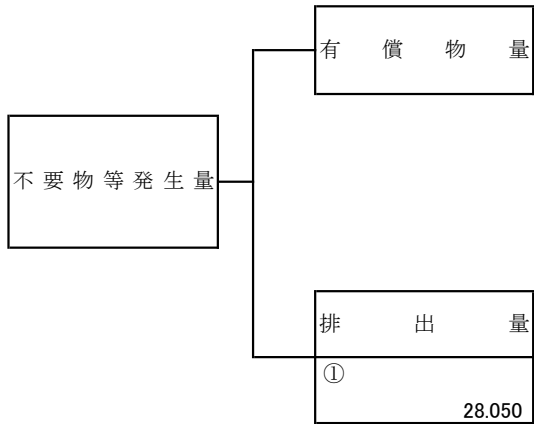 有償物量
不要物等発生量
排出量
①
28.050